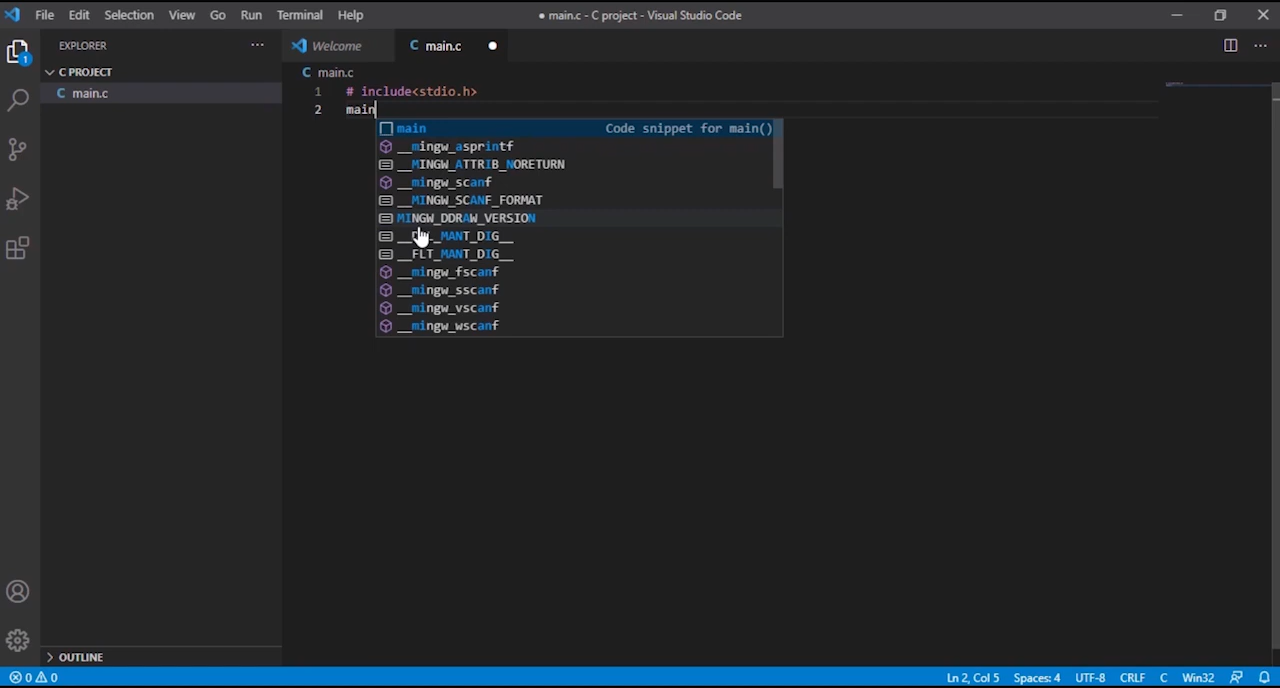 File Edit Selection View Go Run Terminal Help
● main.c - C project - Visual Studio Code
EXPLORER
Welcome
C main.c
1
C PROJECT
C main.c
C main.c
1 # include<stdio.h>
2 main
main Code snippet for main()
__mingw_asprintf
__MINGW_ATTRIB_NORETURN
__mingw_scanf
__MINGW_SCANF_FORMAT
MINGW_DDRAW_VERSION
_MANT_DIG__
__FLT_MANT_DIG__
__mingw_fscanf
__mingw_sscanf
__mingw_vscanf
__mingw_wscanf
OUTLINE
0 0
Ln 2, Col 5 Spaces: 4 UTF-8 CRLF C Win32